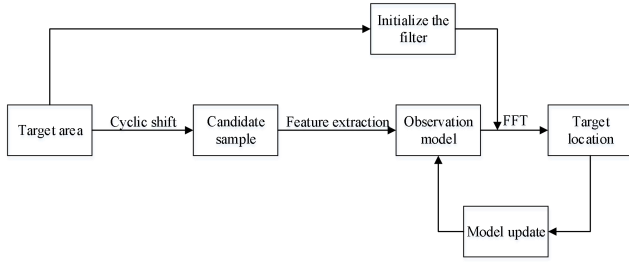 Initialize the
filter
Target area
Cyclic shift
Candidate
sample
Feature extraction
Observation
model
FFT
Target
location
Model update